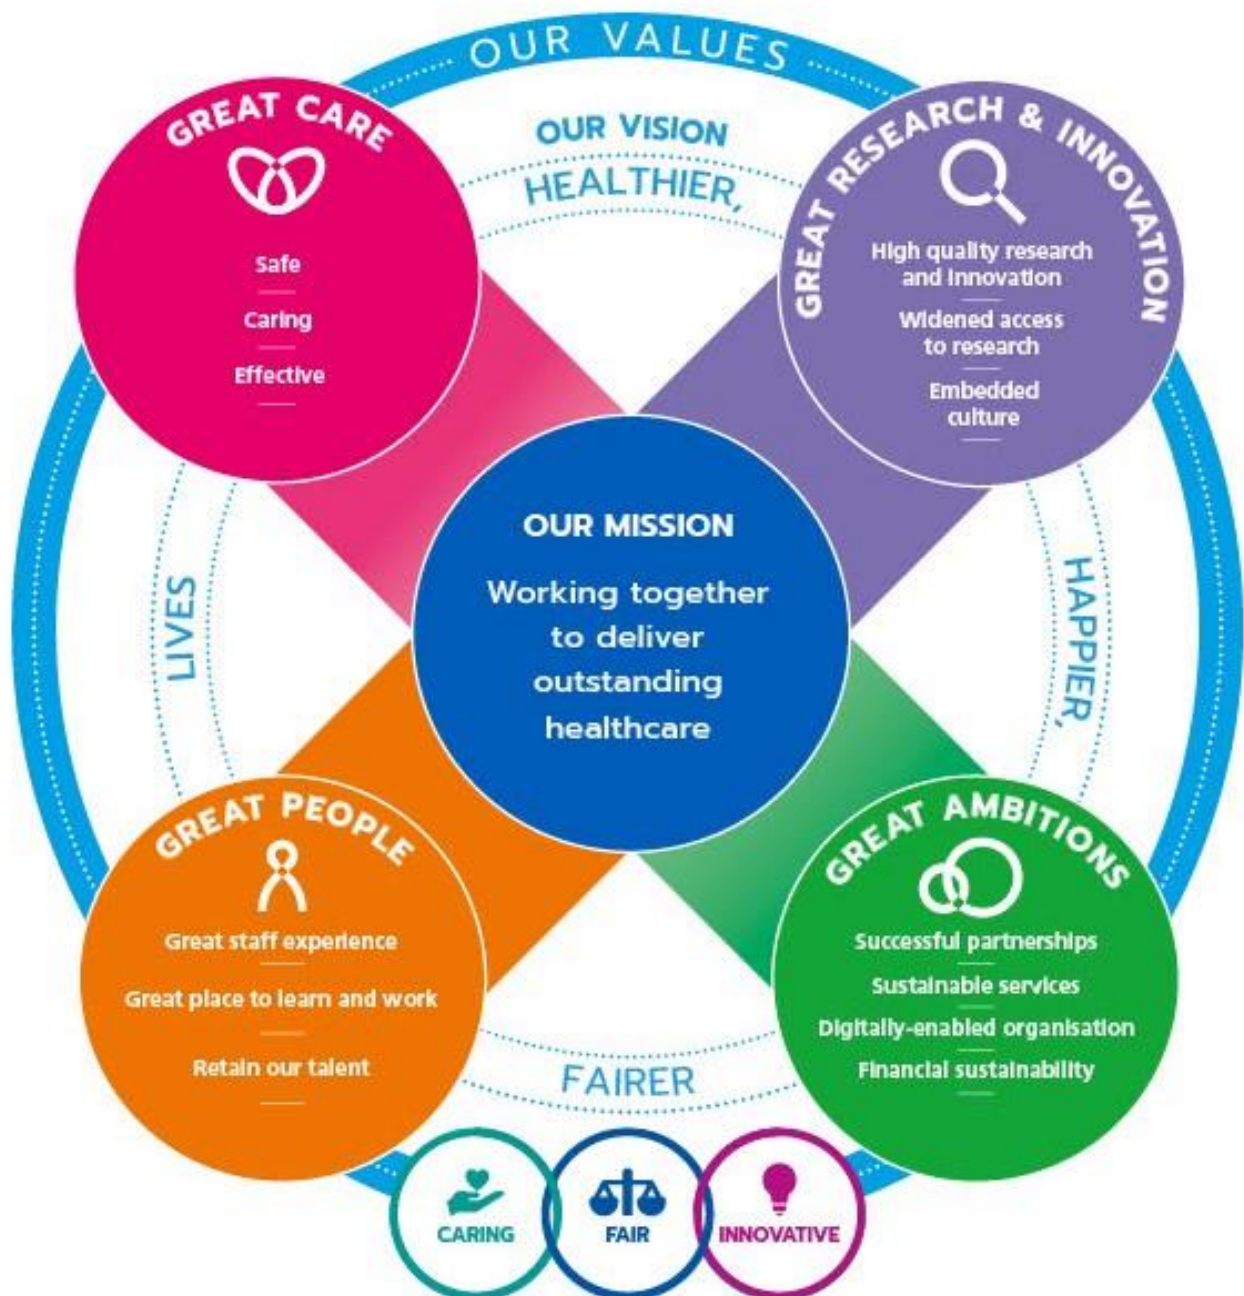 OUR VALUES
OUR VISION
HEALTHIER,
HAPPIER,
FAIRER
LIVES
GREAT CARE
Safe
Caring
Effective
GREAT RESEARCH & INNOVATION
High quality research
and innovation
Widened access
to research
Embedded
culture
OUR MISSION
Working together
to deliver
outstanding
healthcare
GREAT PEOPLE
Great staff experience
Great place to learn and work
Retain our talent
GREAT AMBITIONS
Successful partnerships
Sustainable services
Digitally-enabled organisation
Financial sustainability
CARING
FAIR
INNOVATIVE